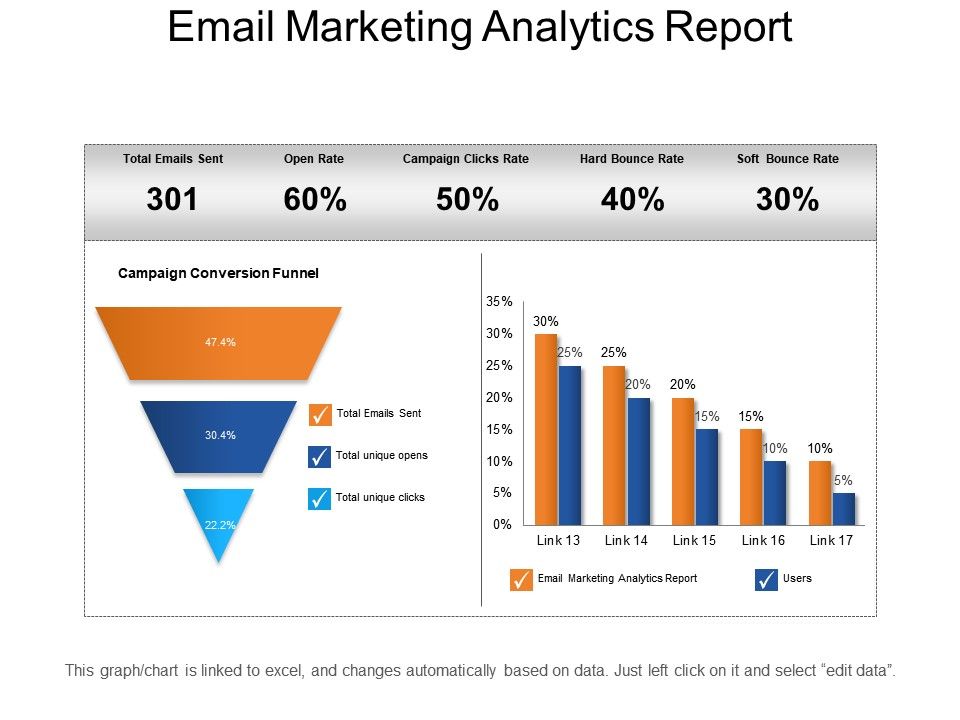 Email Marketing Analytics Report
Total Emails Sent Open Rate Campaign Clicks Rate Hard Bounce Rate Soft Bounce Rate
301 60% 50% 40% 30%
Campaign Conversion Funnel
47.4%
30.4%
22.2%
Total Emails Sent
Total unique opens
Total unique clicks
35%
30%
25%
20%
15%
10%
5%
0%
30% 25% 25% 20% 20% 15% 15% 10% 10% 5%
Link 13 Link 14 Link 15 Link 16 Link 17
Email Marketing Analytics Report Users
This graph/chart is linked to excel, and changes automatically based on data. Just left click on it and select “edit data”.